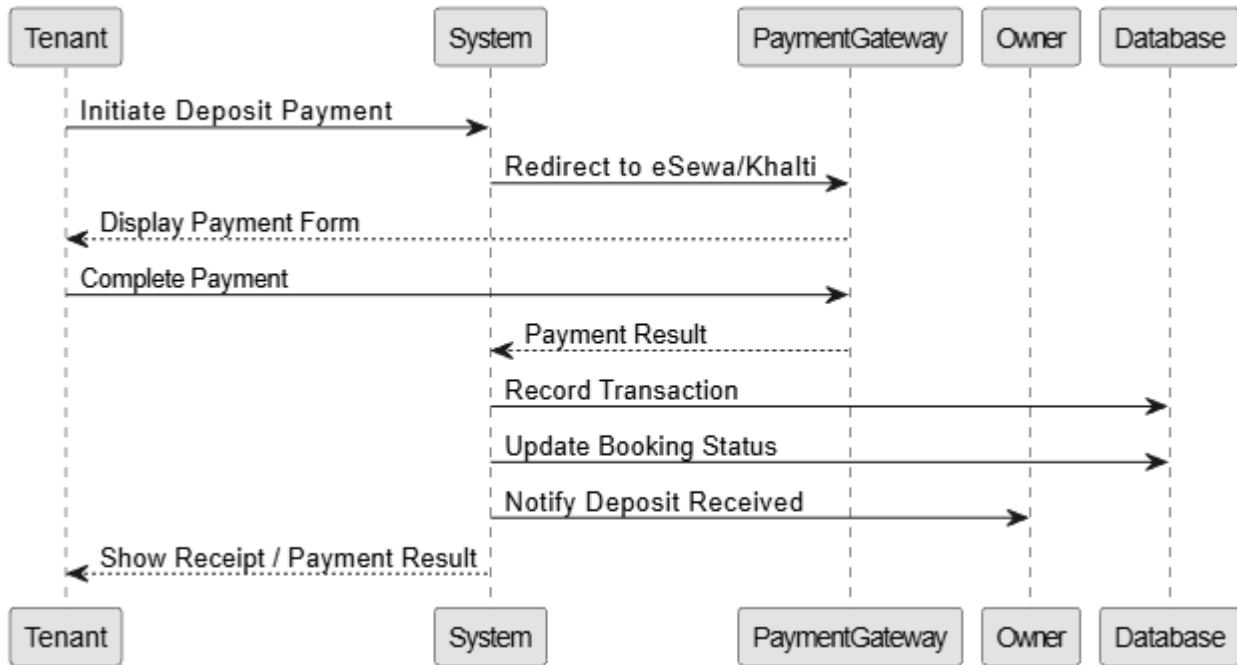 Tenant System PaymentGateway Owner Database
Initiate Deposit Payment
Redirect to eSewa/Khalti
Display Payment Form
Complete Payment
Payment Result
Record Transaction
Update Booking Status
Notify Deposit Received
Show Receipt / Payment Result
Tenant System PaymentGateway Owner Database